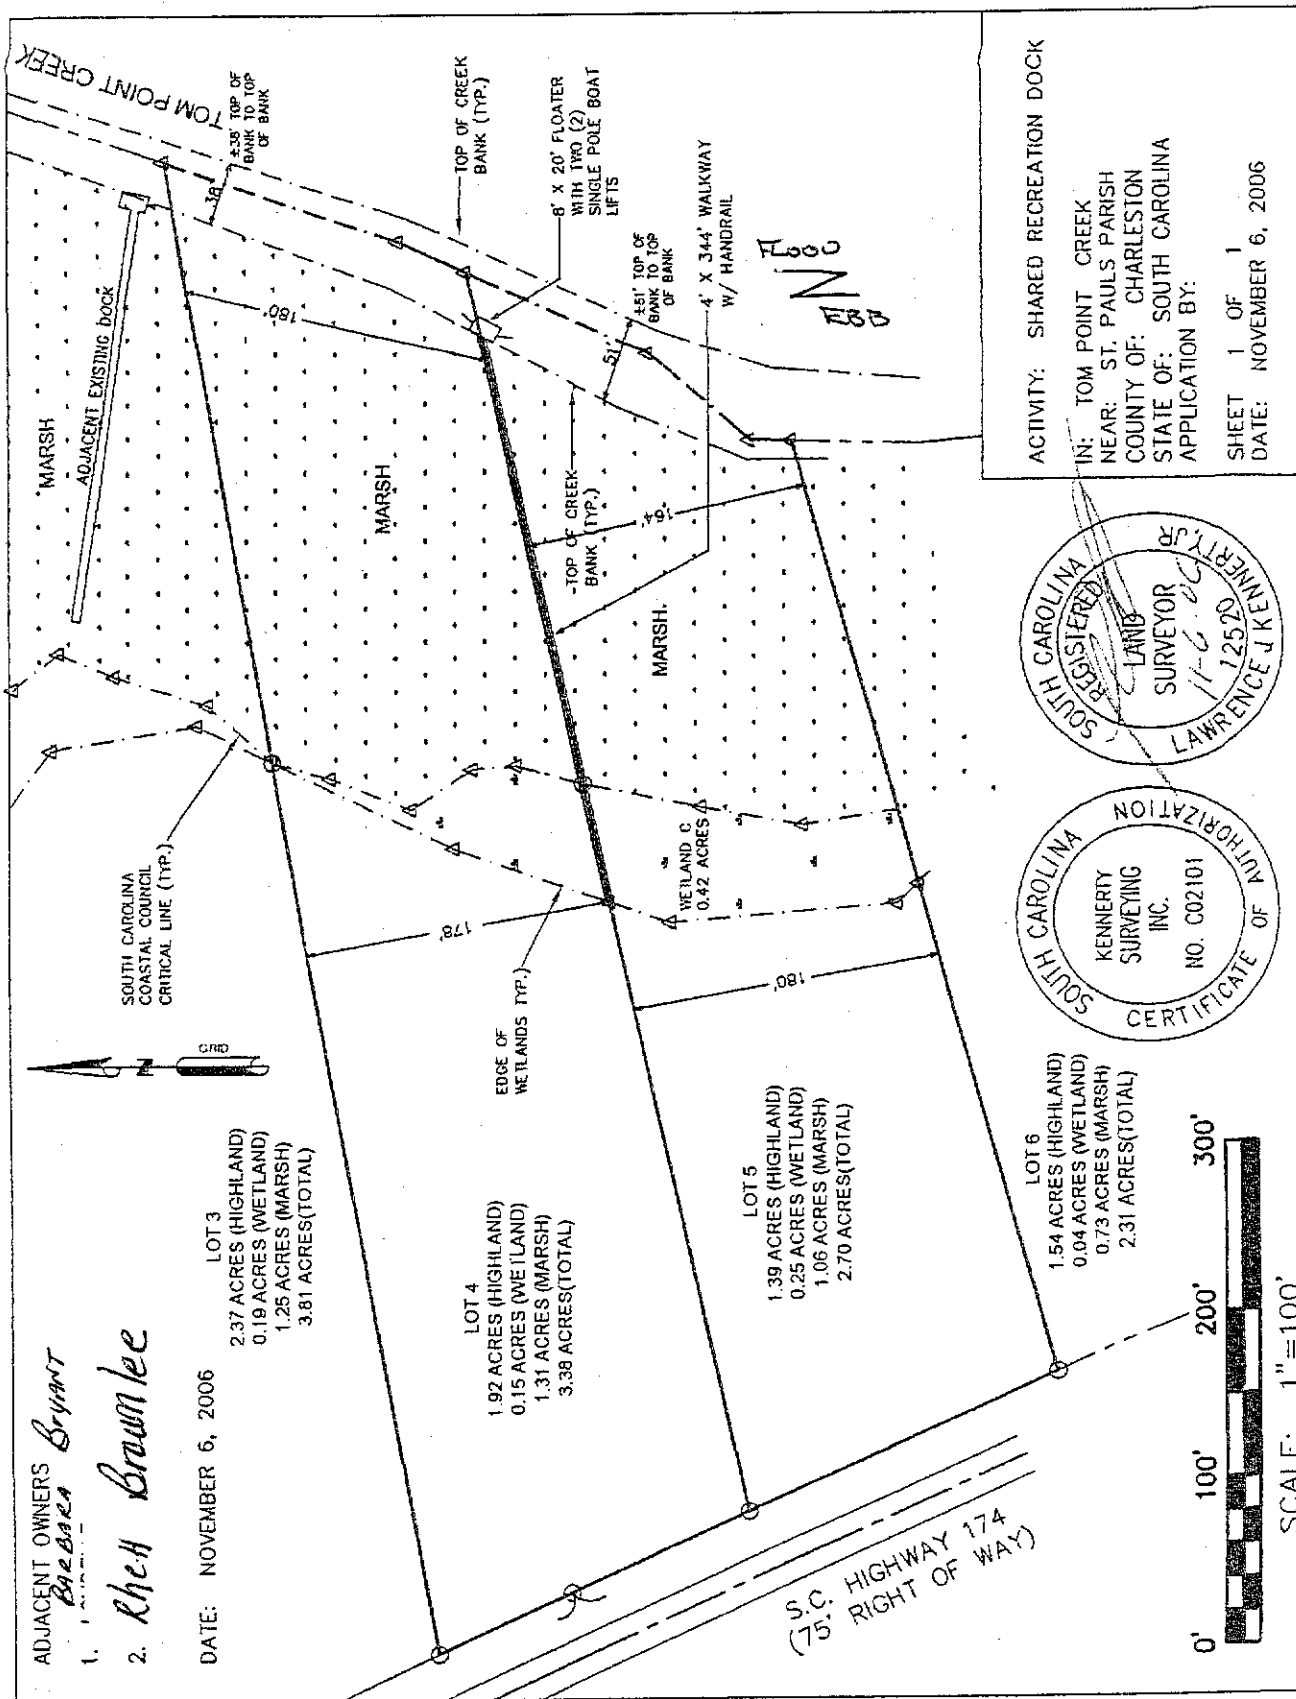 ADJACENT OWNERS
1. BARBARA Bryant
2. Rhett Brownlee
DATE: NOVEMBER 6, 2006
LOT 3
2.37 ACRES (HIGHLAND)
0.19 ACRES (WETLAND)
1.25 ACRES (MARSH)
3.81 ACRES(TOTAL)
N
GRID
SOUTH CAROLINA
COASTAL COUNCIL
CRITICAL LINE (TYP.)
MARSH
ADJACENT EXISTING DOCK
TOM POINT CREEK
38'
±38' TOP OF
BANK TO TOP
OF BANK
180'
LOT 4
1.92 ACRES (HIGHLAND)
0.15 ACRES (WETLAND)
1.31 ACRES (MARSH)
3.38 ACRES(TOTAL)
178'
EDGE OF
WETLANDS TYP.)
MARSH
TOP OF CREEK
BANK (TYP.)
8' X 20' FLOATER
WITH TWO (2)
SINGLE POLE BOAT
LIFTS
-TOP OF CREEK
BANK (TYP.)
51'
±51' TOP OF
BANK TO TOP
OF BANK
4' X 344' WALKWAY
W/ HANDRAIL
FLOOD
N
EBB
LOT 5
1.39 ACRES (HIGHLAND)
0.25 ACRES (WETLAND)
1.06 ACRES (MARSH)
2.70 ACRES(TOTAL)
180'
WETLAND C
0.42 ACRES
MARSH.
164'
S.C. HIGHWAY 174
(75' RIGHT OF WAY)
LOT 6
1.54 ACRES (HIGHLAND)
0.04 ACRES (WETLAND)
0.73 ACRES (MARSH)
2.31 ACRES(TOTAL)
0' 100' 200' 300'
SCALE: 1"=100'
SOUTH CAROLINA
KENNERTY
SURVEYING
INC.
NO. C02101
CERTIFICATE OF AUTHORIZATION
SOUTH CAROLINA
REGISTERED
LAND
SURVEYOR
11-6-06
12520
LAWRENCE J KENNERTY, JR
ACTIVITY: SHARED RECREATION DOCK
IN: TOM POINT CREEK
NEAR: ST. PAULS PARISH
COUNTY OF: CHARLESTON
STATE OF: SOUTH CAROLINA
APPLICATION BY:
SHEET 1 OF 1
DATE: NOVEMBER 6, 2006